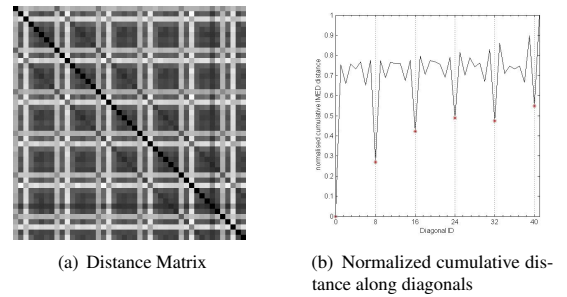 1
0.9
0.8
0.7
0.6
0.5
0.4
0.3
0.2
0.1
0
normalised cumulative IMED distance
0 8 16 24 32 40
Diagonal ID
(a) Distance Matrix
(b) Normalized cumulative dis-
tance along diagonals